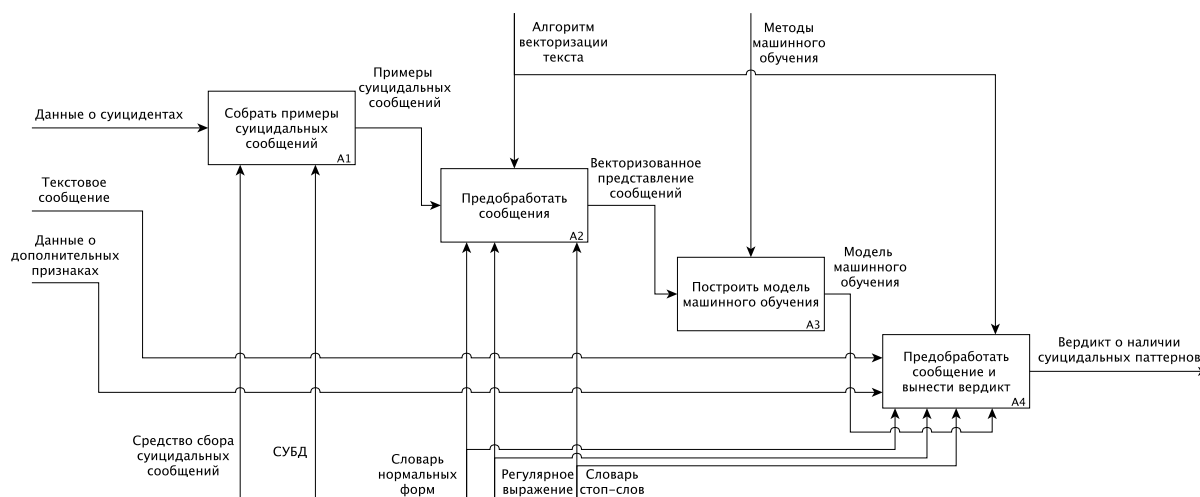 Алгоритм
векторизации
текста
Методы
машинного
обучения
Данные о суицидентах
Собрать примеры
суицидальных
сообщений
A1
Примеры
суицидальных
сообщений
Текстовое
сообщение
Предобработать
сообщения
A2
Векторизованное
представление
сообщений
Данные о
дополнительных
признаках
Построить модель
машинного обучения
A3
Модель
машинного
обучения
Предобработать
сообщение и
вынести вердикт
A4
Вердикт о наличии
суицидальных паттернов
Средство сбора
суицидальных
сообщений
СУБД
Словарь
нормальных
форм
Регулярное
выражение
Словарь
стоп-слов